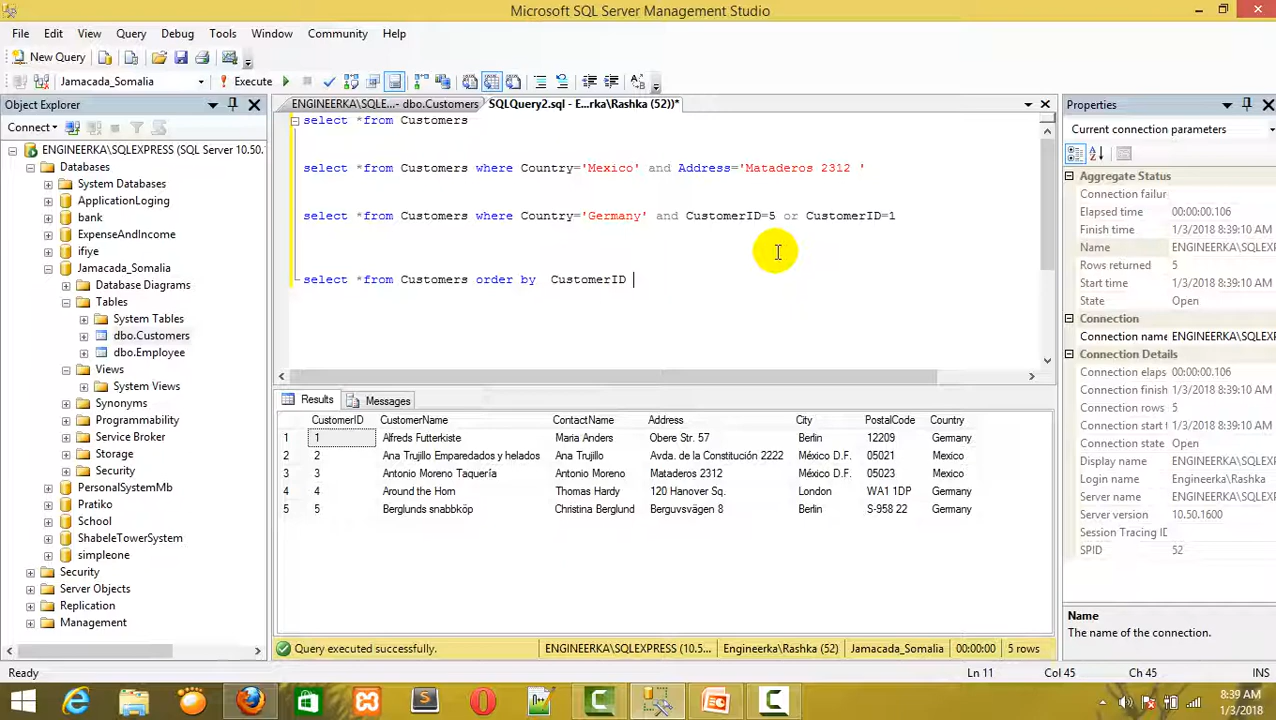 Microsoft SQL Server Management Studio
File Edit View Query Debug Tools Window Community Help
New Query
Jamacada_Somalia Execute
Object Explorer
Connect
ENGINEERKA\SQLEXPRESS (SQL Server 10.50.
Databases
System Databases
ApplicationLoging
bank
ExpenseAndIncome
ifiye
Jamacada_Somalia
Database Diagrams
Tables
System Tables
dbo.Customers
dbo.Employee
Views
System Views
Synonyms
Programmability
Service Broker
Storage
Security
PersonalSystemMb
Pratiko
School
ShabeleTowerSystem
simpleone
Security
Server Objects
Replication
Management
ENGINEERKA\SQLE...- dbo.Customers SQLQuery2.sql - E...rka\Rashka (52))*
select *from Customers
select *from Customers where Country='Mexico' and Address='Mataderos 2312 '
select *from Customers where Country='Germany' and CustomerID=5 or CustomerID=1
select *from Customers order by CustomerID
Results Messages
CustomerID CustomerName ContactName Address City PostalCode Country
1 1 Alfreds Futterkiste Maria Anders Obere Str. 57 Berlin 12209 Germany
2 2 Ana Trujillo Emparedados y helados Ana Trujillo Avda. de la Constitución 2222 México D.F. 05021 Mexico
3 3 Antonio Moreno Taquería Antonio Moreno Mataderos 2312 México D.F. 05023 Mexico
4 4 Around the Horn Thomas Hardy 120 Hanover Sq. London WA1 1DP Germany
5 5 Berglunds snabbköp Christina Berglund Berguvsvägen 8 Berlin S-958 22 Germany
Query executed successfully. ENGINEERKA\SQLEXPRESS (10.5... Engineerka\Rashka (52) Jamacada_Somalia 00:00:00 5 rows
Properties
Current connection parameters
Aggregate Status
Connection failur
Elapsed time 00:00:00.106
Finish time 1/3/2018 8:39:10 AM
Name ENGINEERKA\SQLEXPR
Rows returned 5
Start time 1/3/2018 8:39:10 AM
State Open
Connection
Connection name ENGINEERKA\SQLEXPR
Connection Details
Connection elaps 00:00:00.106
Connection finish 1/3/2018 8:39:10 AM
Connection rows 5
Connection start t 1/3/2018 8:39:10 AM
Connection state Open
Display name ENGINEERKA\SQLEXPR
Login name Engineerka\Rashka
Server name ENGINEERKA\SQLEXPR
Server version 10.50.1600
Session Tracing ID
SPID 52
Name
The name of the connection.
Ready Ln 11 Col 45 Ch 45 INS
8:39 AM
1/3/2018